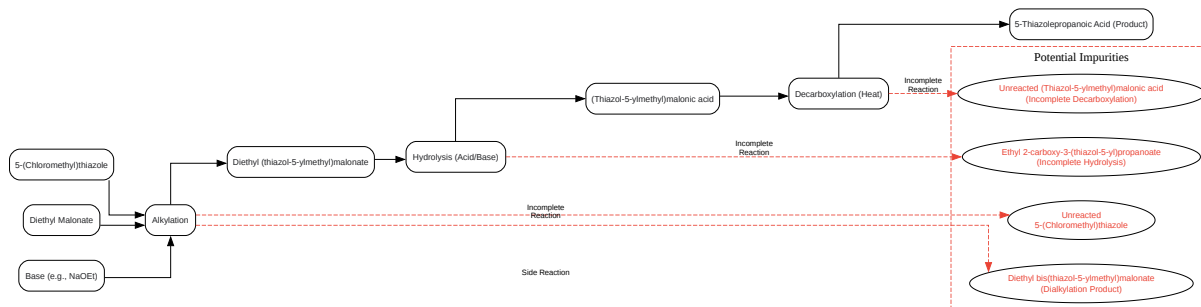 5-Thiazolepropanoic Acid (Product)
Potential Impurities
Incomplete
Reaction
Unreacted (Thiazol-5-ylmethyl)malonic acid
(Incomplete Decarboxylation)
Decarboxylation (Heat)
(Thiazol-5-ylmethyl)malonic acid
Incomplete
Reaction
Ethyl 2-carboxy-3-(thiazol-5-yl)propanoate
(Incomplete Hydrolysis)
Hydrolysis (Acid/Base)
Diethyl (thiazol-5-ylmethyl)malonate
5-(Chloromethyl)thiazole
Diethyl Malonate
Alkylation
Incomplete
Reaction
Unreacted
5-(Chloromethyl)thiazole
Base (e.g., NaOEt)
Side Reaction
Diethyl bis(thiazol-5-ylmethyl)malonate
(Dialkylation Product)